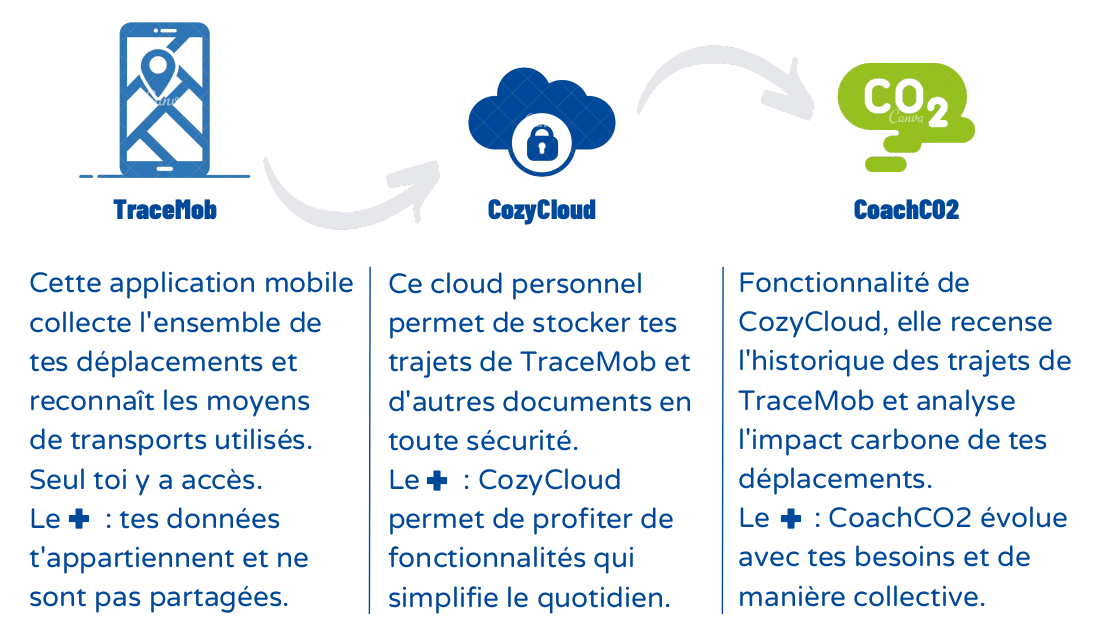 CO2
Canva
TraceMob
CozyCloud
CoachCO2
Cette application mobile
collecte l'ensemble de
tes déplacements et
reconnaît les moyens
de transports utilisés.
Seul toi y a accès.
Le + : tes données
t'appartiennent et ne
sont pas partagées.
Ce cloud personnel
permet de stocker tes
trajets de TraceMob et
d'autres documents en
toute sécurité.
Le + : CozyCloud
permet de profiter de
fonctionnalités qui
simplifie le quotidien.
Fonctionnalité de
CozyCloud, elle recense
l'historique des trajets de
TraceMob et analyse
l'impact carbone de tes
déplacements.
Le + : CoachCO2 évolue
avec tes besoins et de
manière collective.